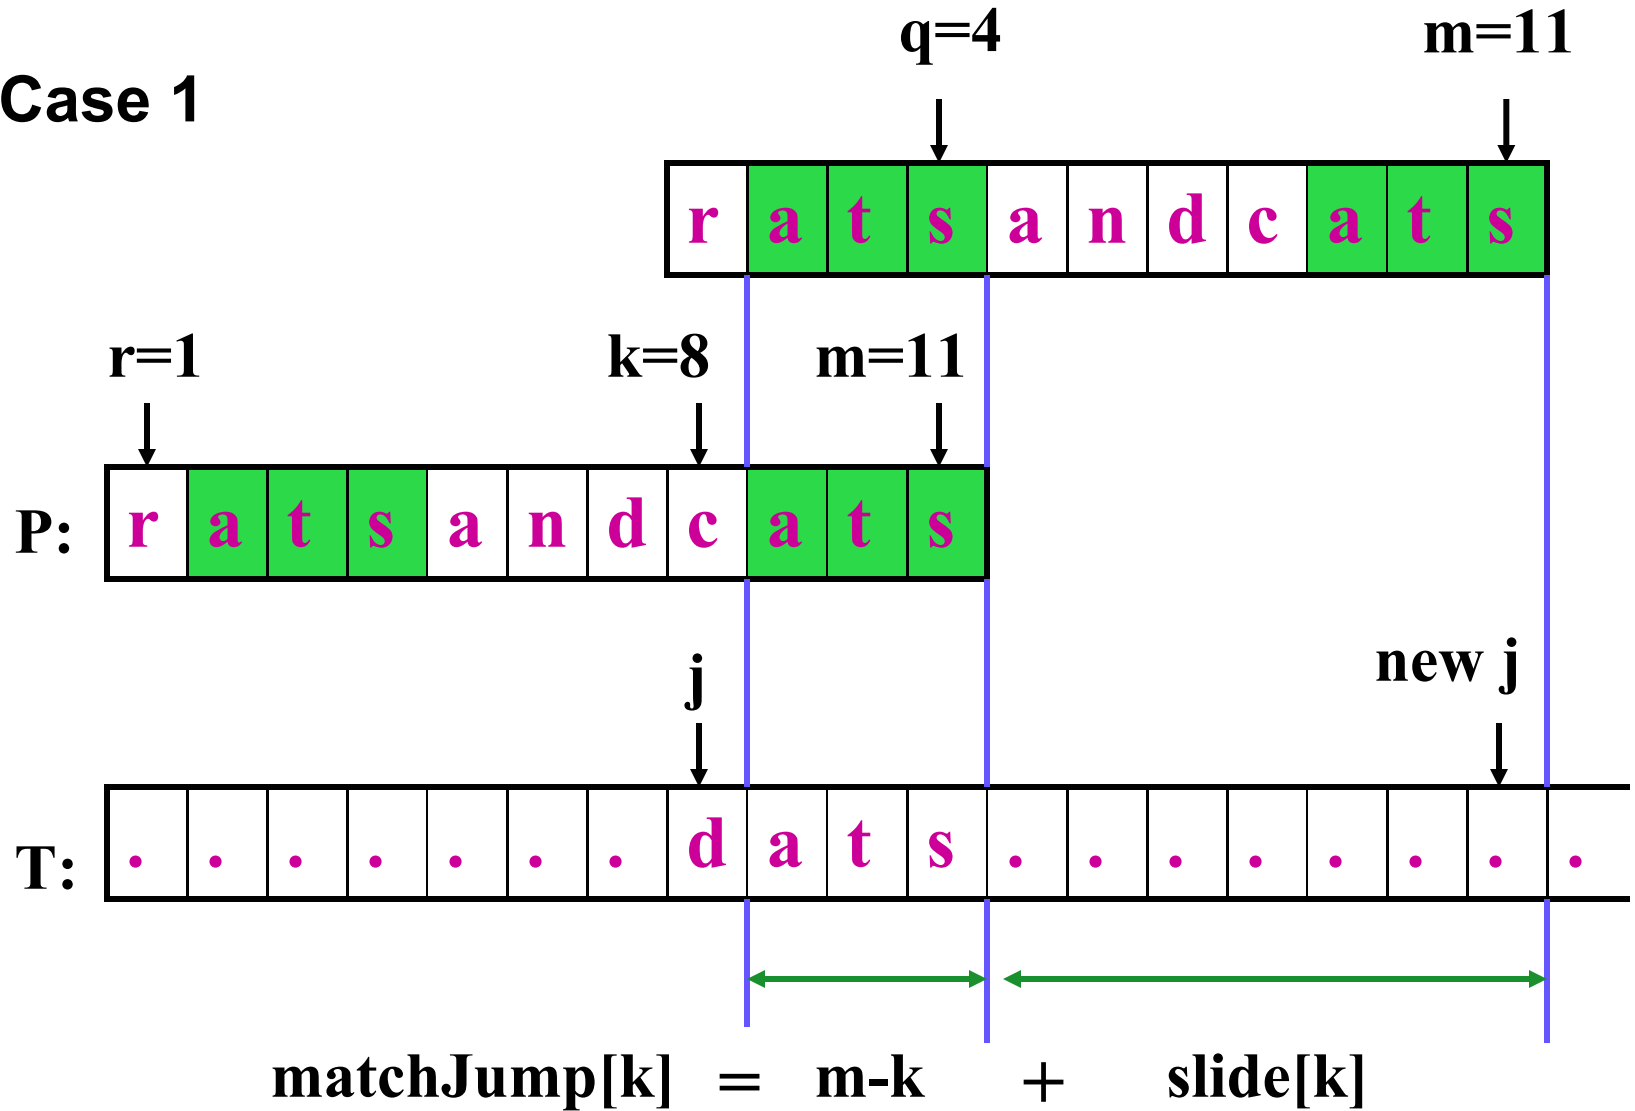 q=4 m=11
Case 1
r a t s a n d c a t s
r=1 k=8 m=11
P: r a t s a n d c a t s
j new j
T: . . . . . . . d a t s . . . . . . . .
matchJump[k] = m-k + slide[k]